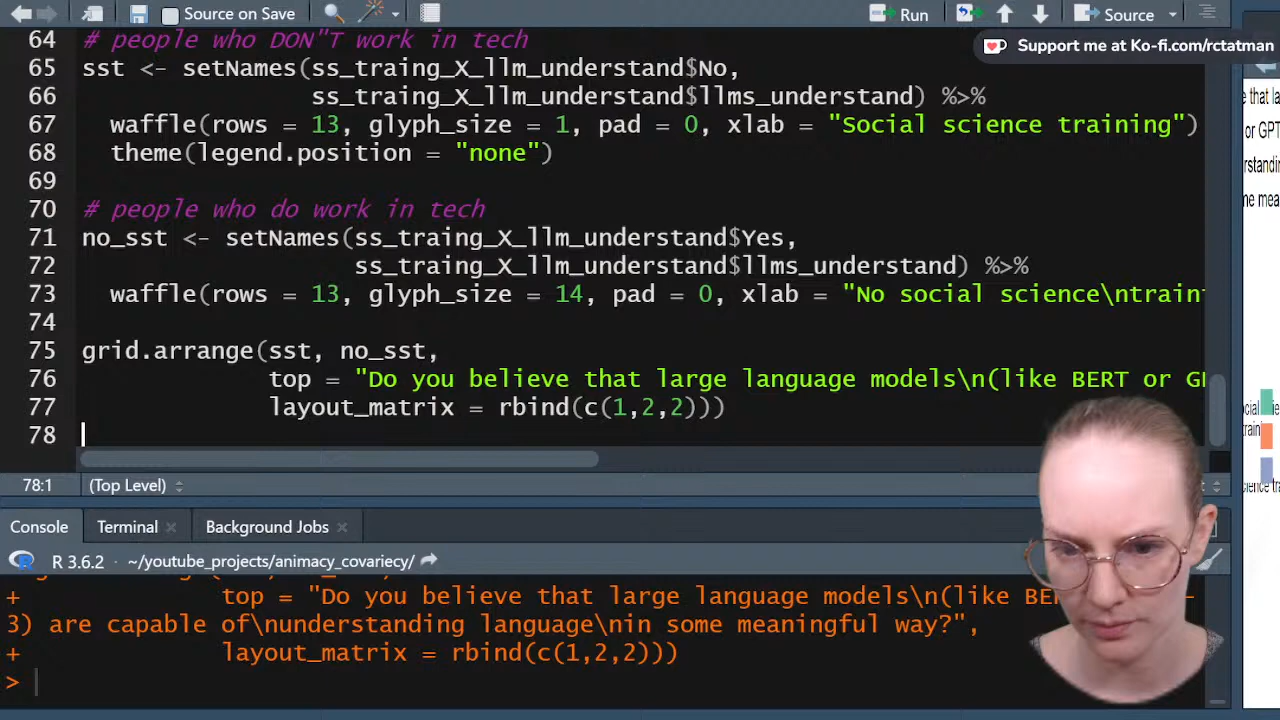 Source on Save
Run
Source
Support me at Ko-fi.com/rctatman
64 # people who DON"T work in tech
65 sst <- setNames(ss_traing_X_llm_understand$No,
66 ss_traing_X_llm_understand$llms_understand) %>%
67 waffle(rows = 13, glyph_size = 1, pad = 0, xlab = "Social science training")
68 theme(legend.position = "none")
69
70 # people who do work in tech
71 no_sst <- setNames(ss_traing_X_llm_understand$Yes,
72 ss_traing_X_llm_understand$llms_understand) %>%
73 waffle(rows = 13, glyph_size = 14, pad = 0, xlab = "No social science\ntrain
74
75 grid.arrange(sst, no_sst,
76 top = "Do you believe that large language models\n(like BERT or
77 layout_matrix = rbind(c(1,2,2)))
78
78:1 (Top Level)
Console Terminal Background Jobs
R 3.6.2 · ~/youtube_projects/animacy_covariecy/
+ top = "Do you believe that large language models\n(like
3) are capable of\nunderstanding language\nin some meaningful way?",
+ layout_matrix = rbind(c(1,2,2)))
>